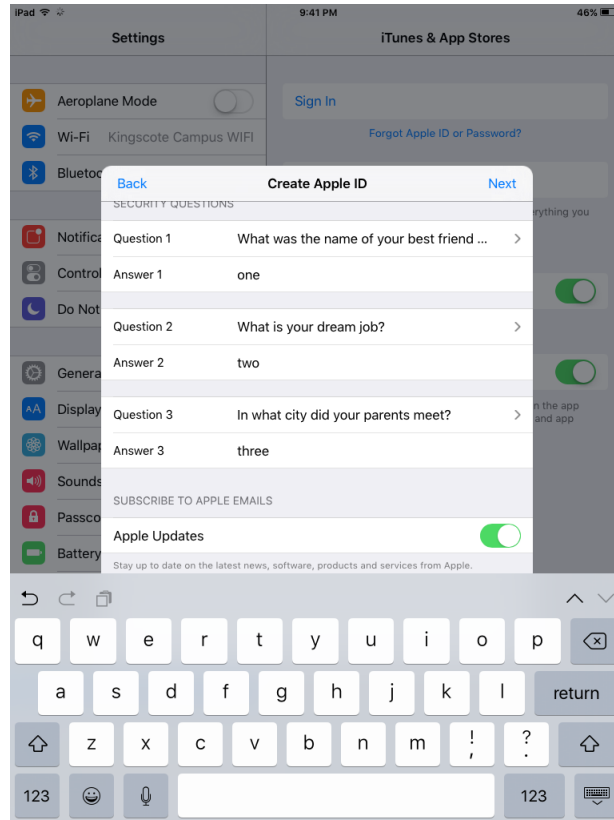 iPad 9:41 PM 46%
Settings
iTunes & App Stores
Aeroplane Mode
Sign In
Wi-Fi Kingscote Campus WIFI
Forgot Apple ID or Password?
Bluetoo
Back Create Apple ID Next
SECURITY QUESTIONS
erything you
Notifica
Question 1 What was the name of your best friend ...
Control
Answer 1 one
Do Not
Question 2 What is your dream job?
Answer 2 two
Genera
Display
Question 3 In what city did your parents meet?
n the app
and app
Wallpap
Answer 3 three
Sounds
SUBSCRIBE TO APPLE EMAILS
Passco
Apple Updates
Battery
Stay up to date on the latest news, software, products and services from Apple.
q w e r t y u i o p
a s d f g h j k l return
z x c v b n m ! , ? .
123 123